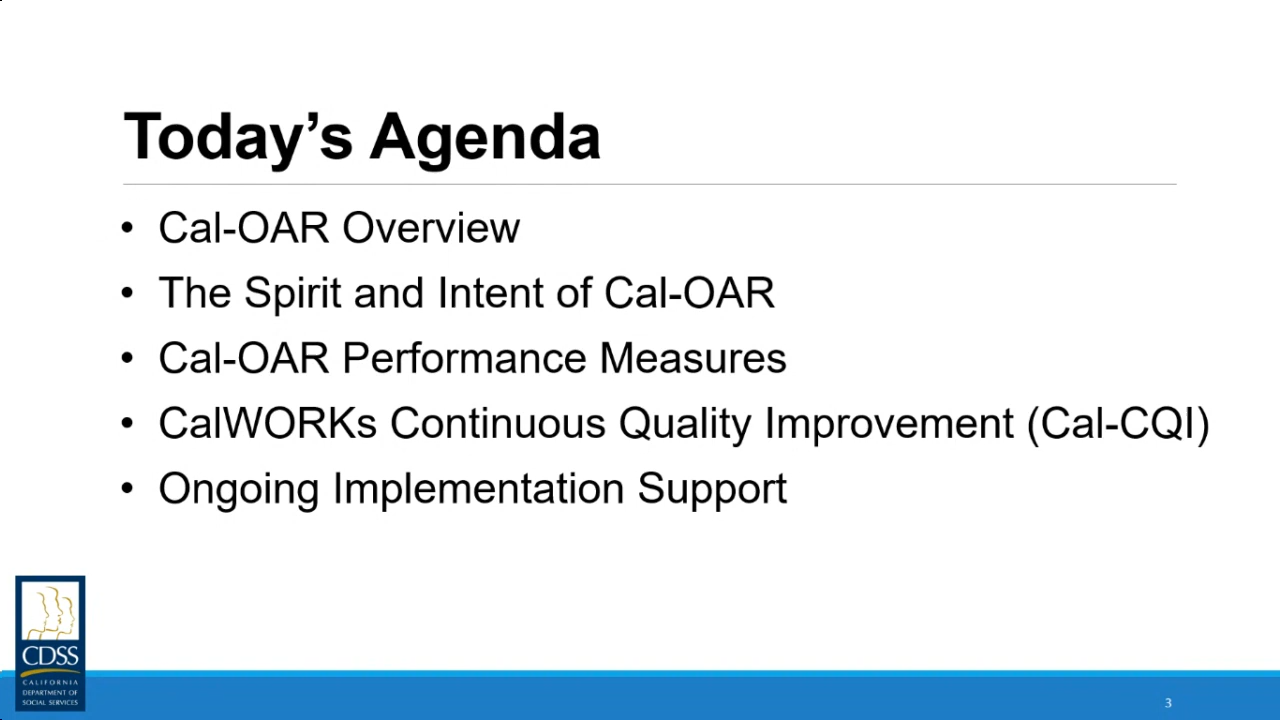 Today’s Agenda
• Cal-OAR Overview
• The Spirit and Intent of Cal-OAR
• Cal-OAR Performance Measures
• CalWORKs Continuous Quality Improvement (Cal-CQI)
• Ongoing Implementation Support
CDSS
CALIFORNIA
DEPARTMENT OF
SOCIAL SERVICES
3